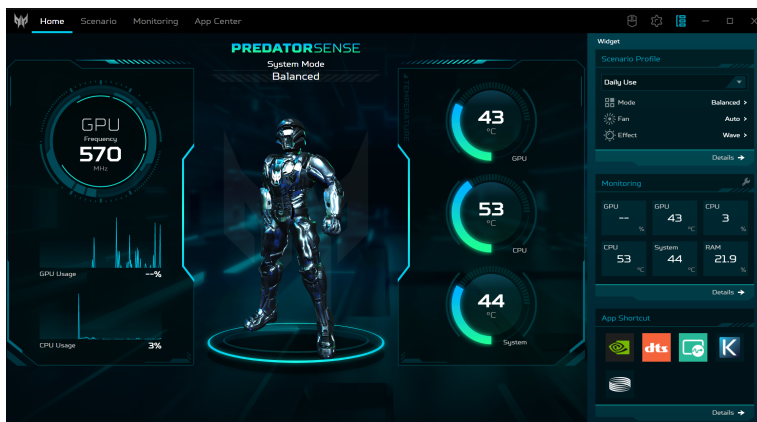 Home Scenario Monitoring App Center
PREDATORSENSE
System Mode
Balanced
GPU
Frequency
570
MHz
GPU Usage --%
CPU Usage 3%
TEMPERATURE
43
°C
GPU
53
°C
CPU
44
°C
System
Widget
Scenario Profile
Daily Use
Mode Balanced >
Fan Auto >
Effect Wave >
Details →
Monitoring
GPU GPU CPU
-- 43 3
% °C %
CPU System RAM
53 44 21.9
°C °C %
Details →
App Shortcut
dts K
Details →